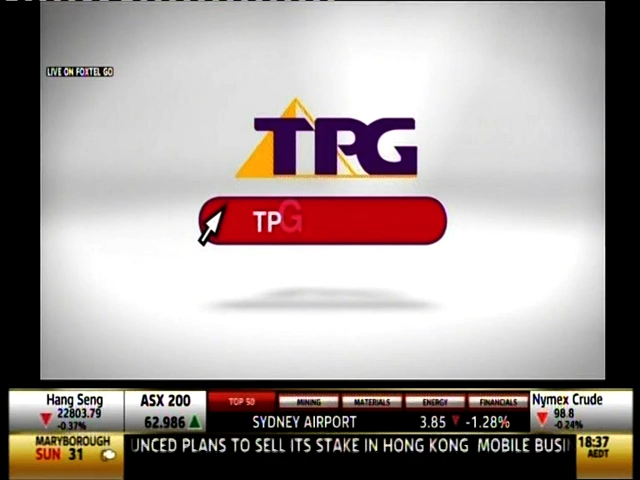 LIVE ON FOXTEL GO
TPG
TPG
Hang Seng
22803.79
-0.37%
ASX 200
62.986
TOP 50
MINING
MATERIALS
ENERGY
FINANCIALS
SYDNEY AIRPORT 3.85 -1.28%
Nymex Crude
98.8
-0.24%
MARYBOROUGH
SUN 31
UNCED PLANS TO SELL ITS STAKE IN HONG KONG MOBILE BUSI
18:37
AEDT